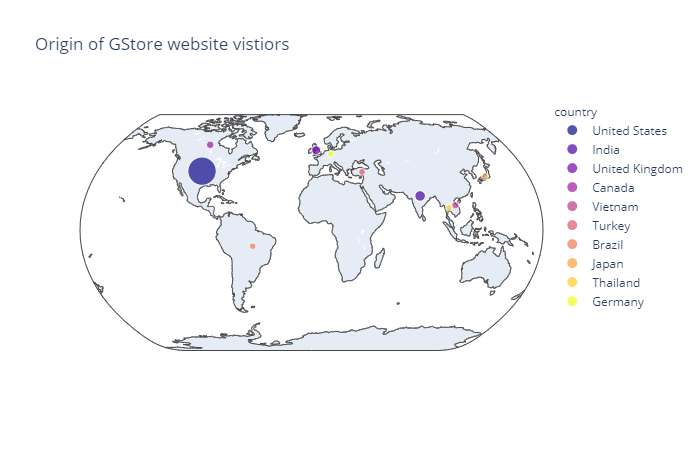 Origin of GStore website vistiors
country
United States
India
United Kingdom
Canada
Vietnam
Turkey
Brazil
Japan
Thailand
Germany